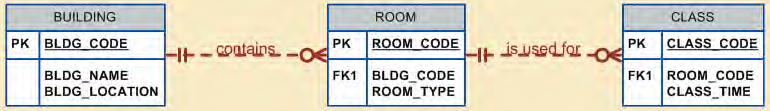 BUILDING
PK BLDG_CODE
BLDG_NAME
BLDG_LOCATION
contains
ROOM
PK ROOM_CODE
FK1 BLDG_CODE
ROOM_TYPE
is used for
CLASS
PK CLASS_CODE
FK1 ROOM_CODE
CLASS_TIME